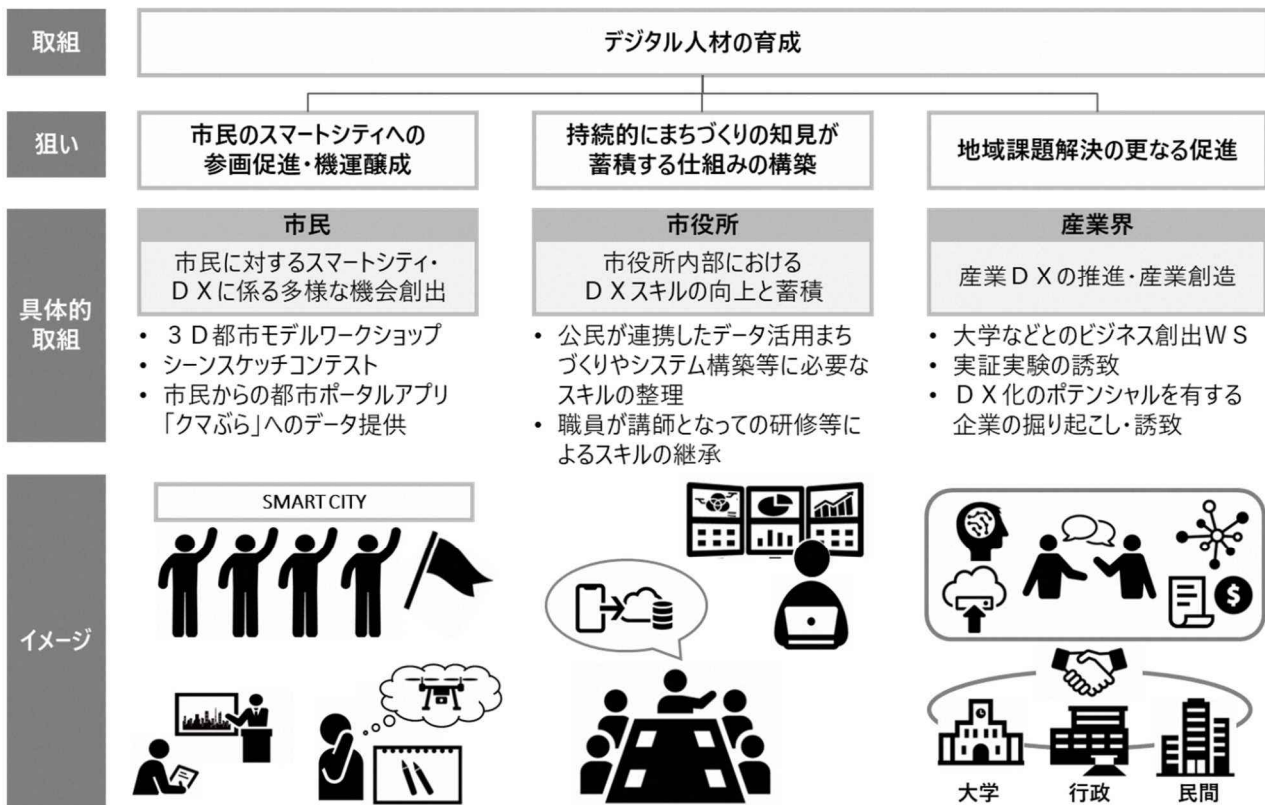 取組
デジタル人材の育成
狙い
市民のスマートシティへの
参画促進・機運醸成
持続的にまちづくりの知見が
蓄積する仕組みの構築
地域課題解決の更なる促進
具体的
取組
市民
市民に対するスマートシティ・
ＤＸに係る多様な機会創出
• ３Ｄ都市モデルワークショップ
• シーンスケッチコンテスト
• 市民からの都市ポータルアプリ
「クマぶら」へのデータ提供
市役所
市役所内部における
ＤＸスキルの向上と蓄積
• 公民が連携したデータ活用まち
づくりやシステム構築等に必要な
スキルの整理
• 職員が講師となっての研修等に
よるスキルの継承
産業界
産業ＤＸの推進・産業創造
• 大学などとのビジネス創出ＷＳ
• 実証実験の誘致
• ＤＸ化のポテンシャルを有する
企業の掘り起こし・誘致
イメージ
SMART CITY
$
大学
行政
民間